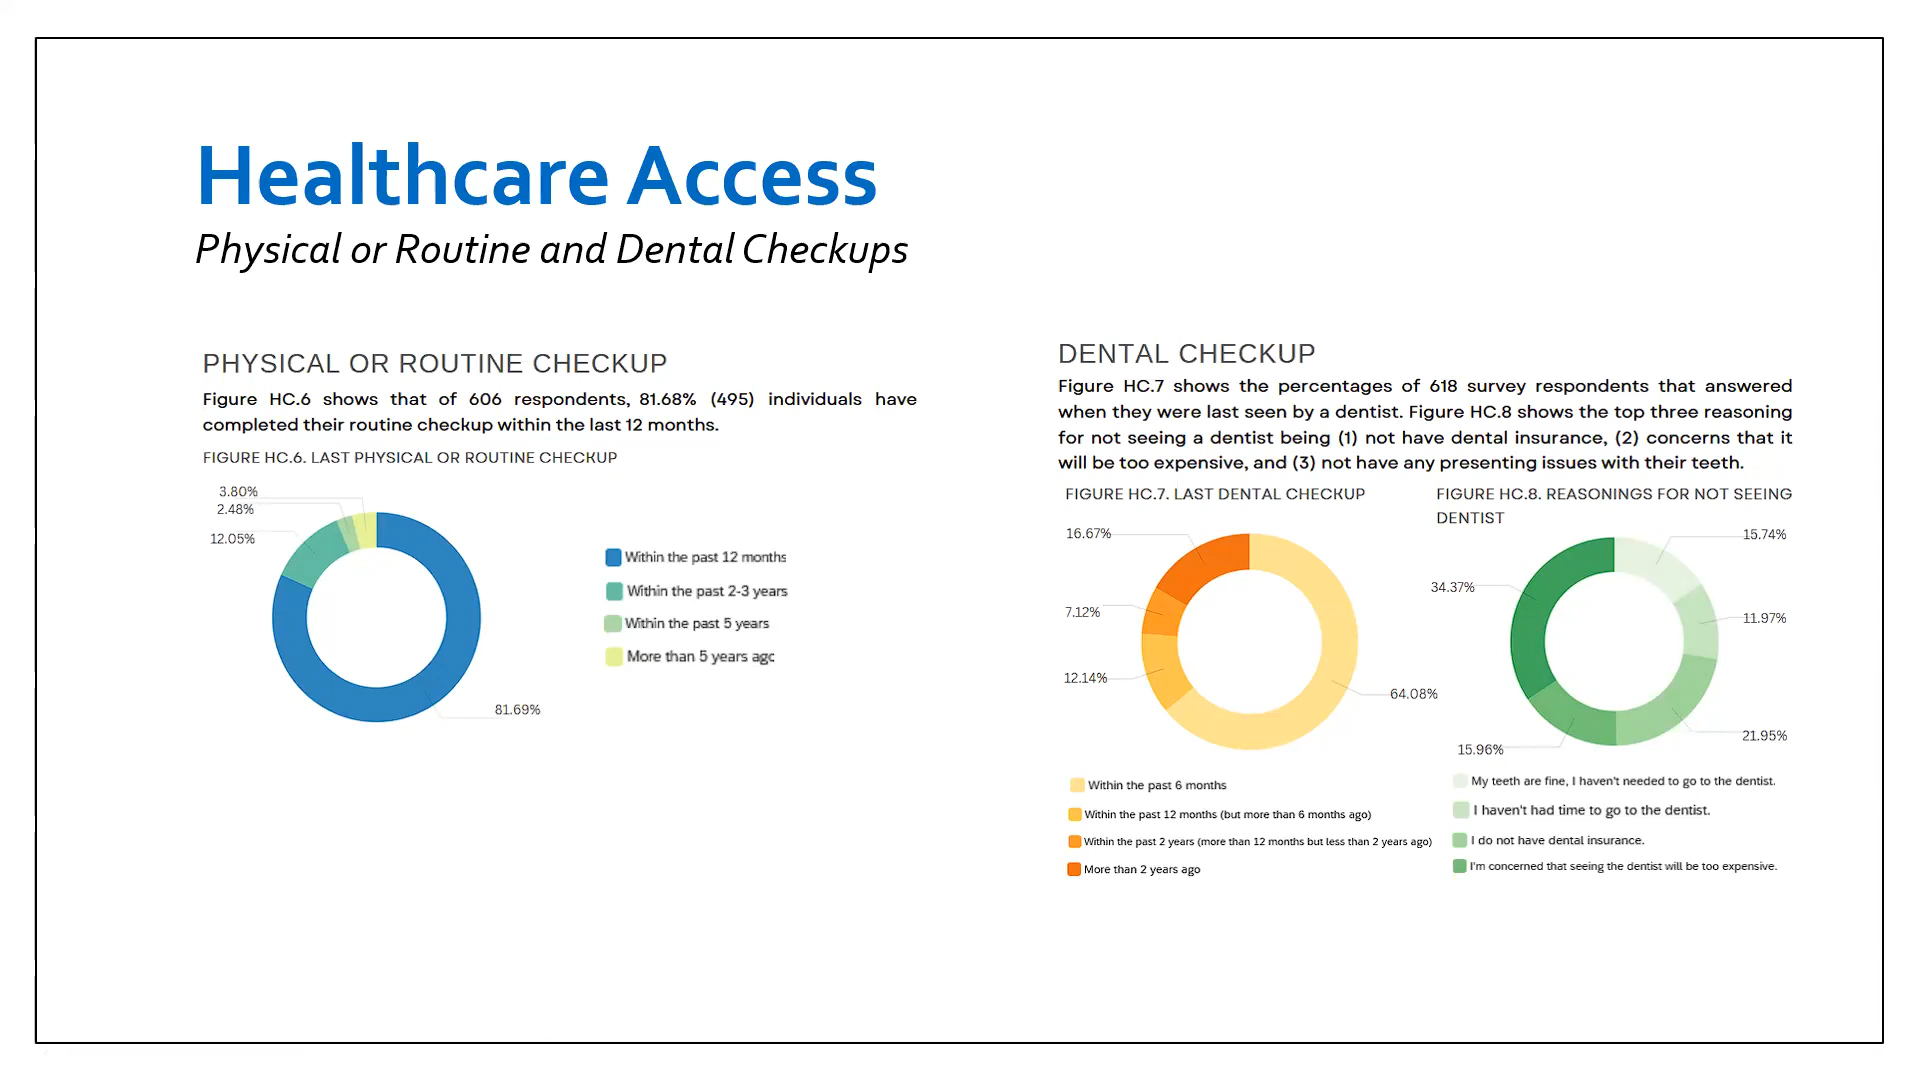 Healthcare Access
Physical or Routine and Dental Checkups
PHYSICAL OR ROUTINE CHECKUP
Figure HC.6 shows that of 606 respondents, 81.68% (495) individuals have
completed their routine checkup within the last 12 months.
FIGURE HC.6. LAST PHYSICAL OR ROUTINE CHECKUP
3.80%
2.48%
12.05%
81.69%
Within the past 12 months
Within the past 2-3 years
Within the past 5 years
More than 5 years ago
DENTAL CHECKUP
Figure HC.7 shows the percentages of 618 survey respondents that answered
when they were last seen by a dentist. Figure HC.8 shows the top three reasoning
for not seeing a dentist being (1) not have dental insurance, (2) concerns that it
will be too expensive, and (3) not have any presenting issues with their teeth.
FIGURE HC.7. LAST DENTAL CHECKUP
16.67%
7.12%
12.14%
64.08%
Within the past 6 months
Within the past 12 months (but more than 6 months ago)
Within the past 2 years (more than 12 months but less than 2 years ago)
More than 2 years ago
FIGURE HC.8. REASONINGS FOR NOT SEEING
DENTIST
15.74%
34.37%
11.97%
21.95%
15.96%
My teeth are fine, I haven't needed to go to the dentist.
I haven't had time to go to the dentist.
I do not have dental insurance.
I'm concerned that seeing the dentist will be too expensive.